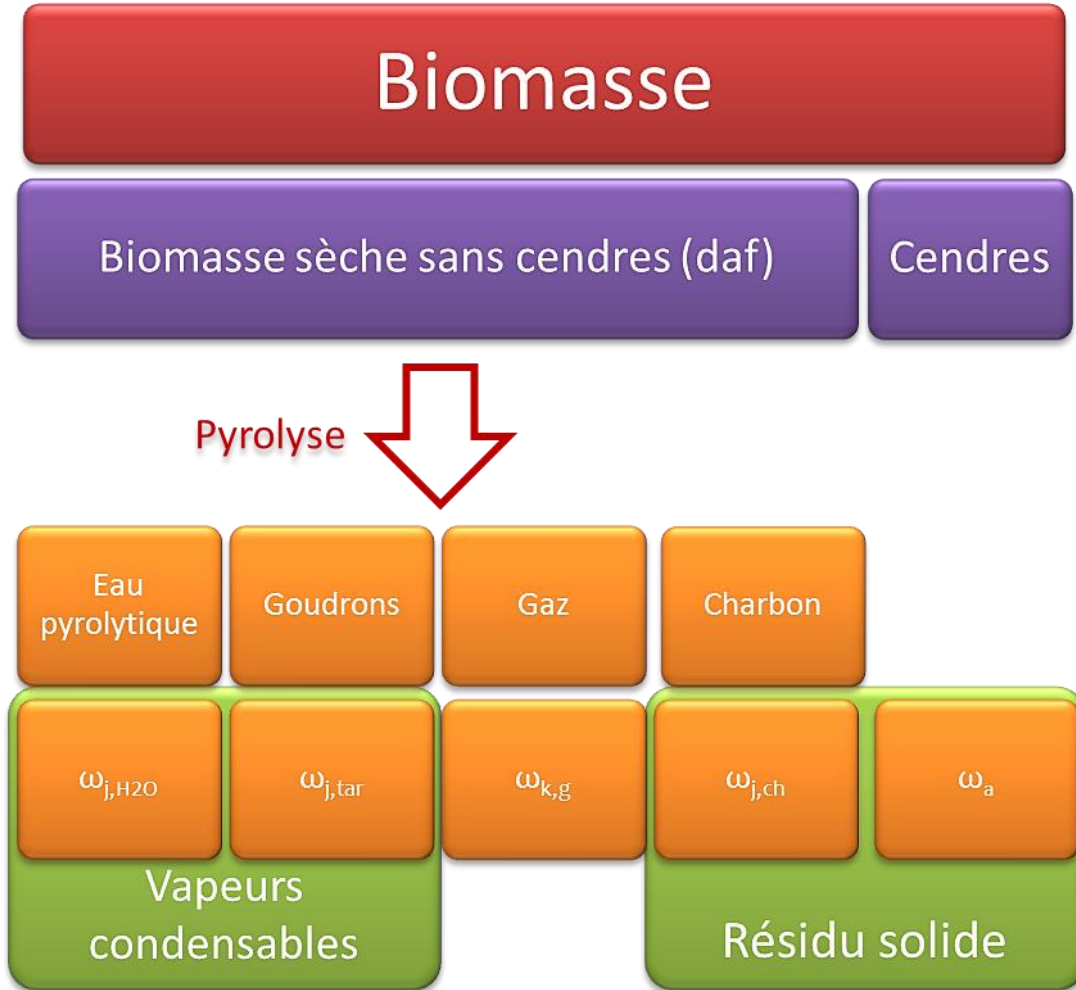 Biomasse
Biomasse sèche sans cendres (daf)
Cendres
Pyrolyse
Eau
pyrolytique
Goudrons
Gaz
Charbon
ωj,H2O
ωj,tar
ωk,g
ωj,ch
ωa
Vapeurs
condensables
Résidu solide